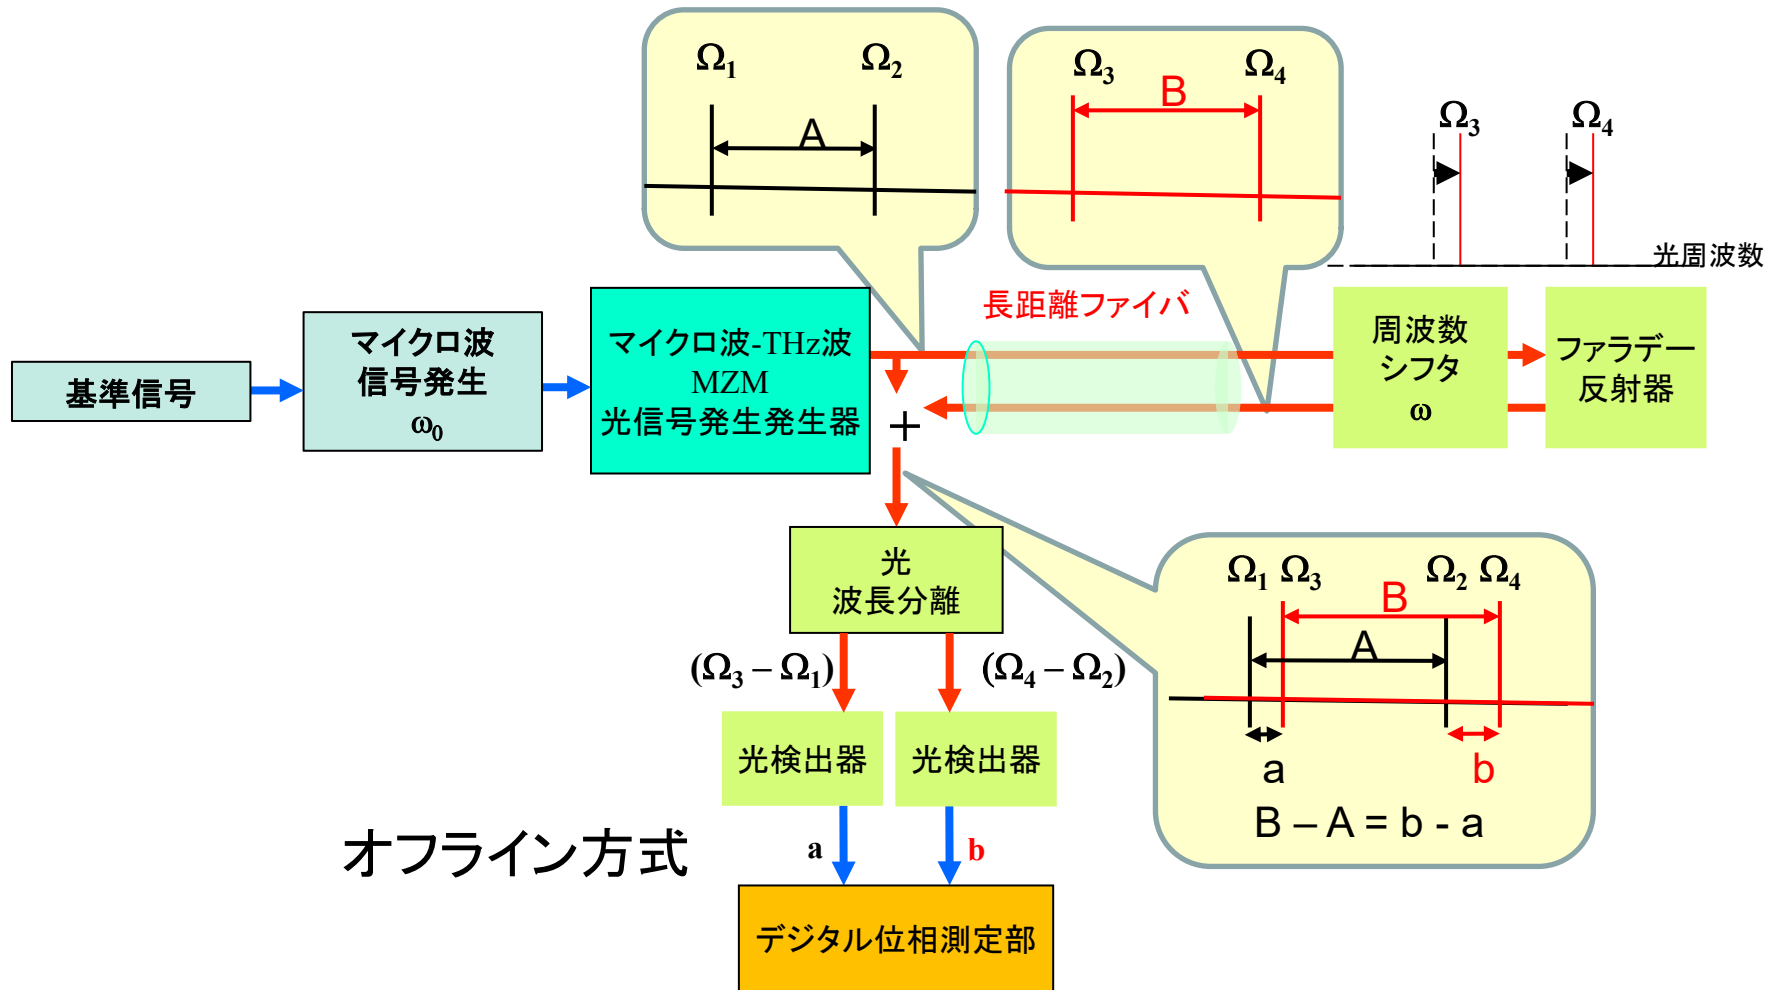 Ω1 Ω2
A
Ω3 Ω4
B
Ω3 Ω4
光周波数
長距離ファイバ
基準信号
マイクロ波
信号発生
ω0
マイクロ波-THz波
MZM
光信号発生発生器
+
周波数
シフタ
ω
ファラデー
反射器
光
波長分離
(Ω3 – Ω1) (Ω4 – Ω2)
光検出器 光検出器
a b
オフライン方式
デジタル位相測定部
Ω1 Ω3 Ω2 Ω4
B
A
a b
B – A = b - a